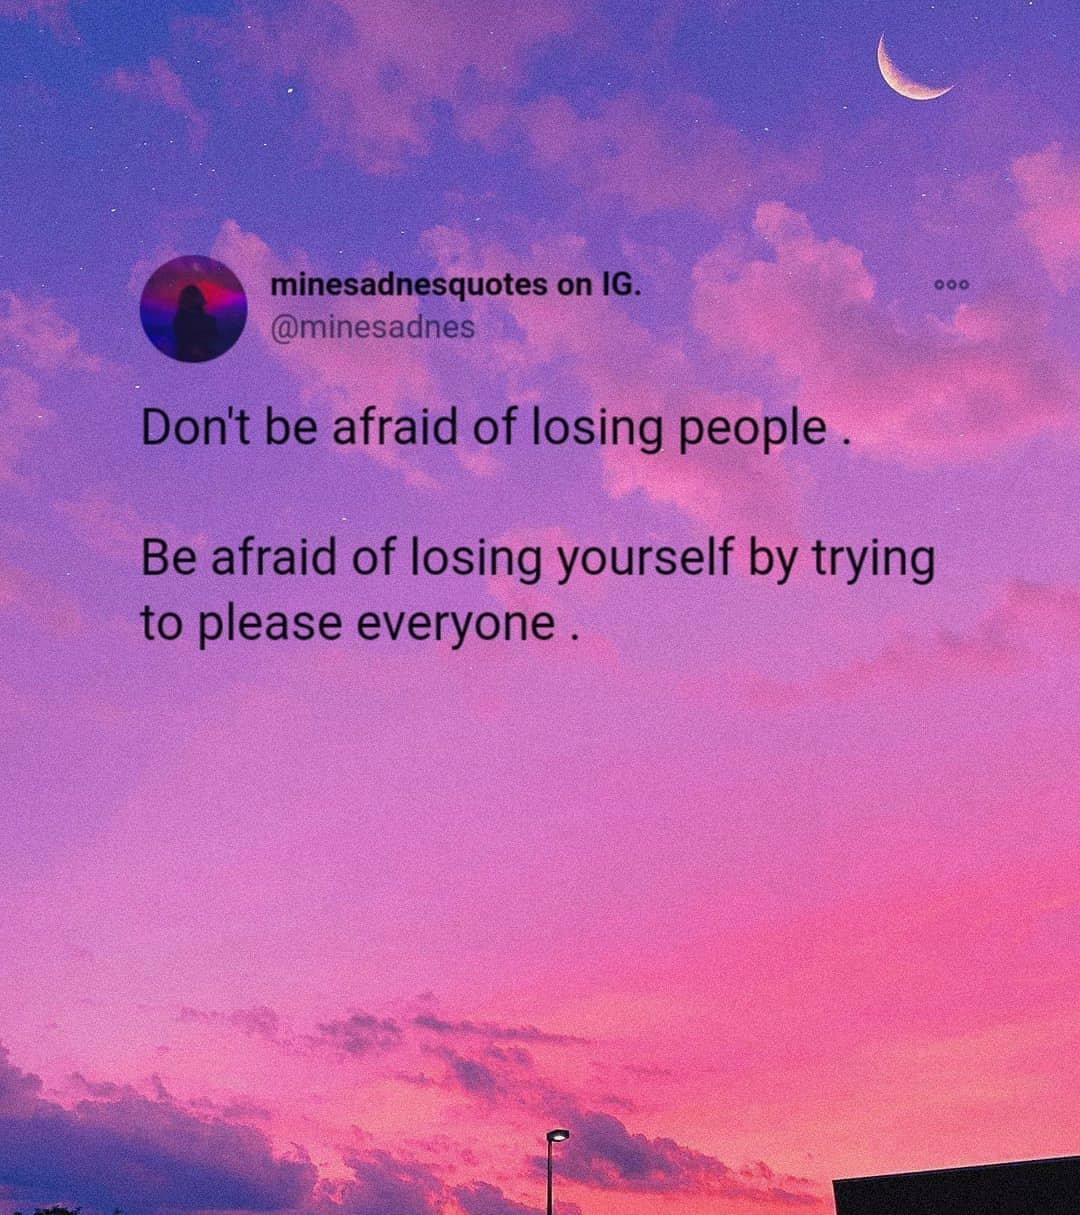 minesadnesquotes on IG.
@minesadnes
Don't be afraid of losing people .
Be afraid of losing yourself by trying
to please everyone .